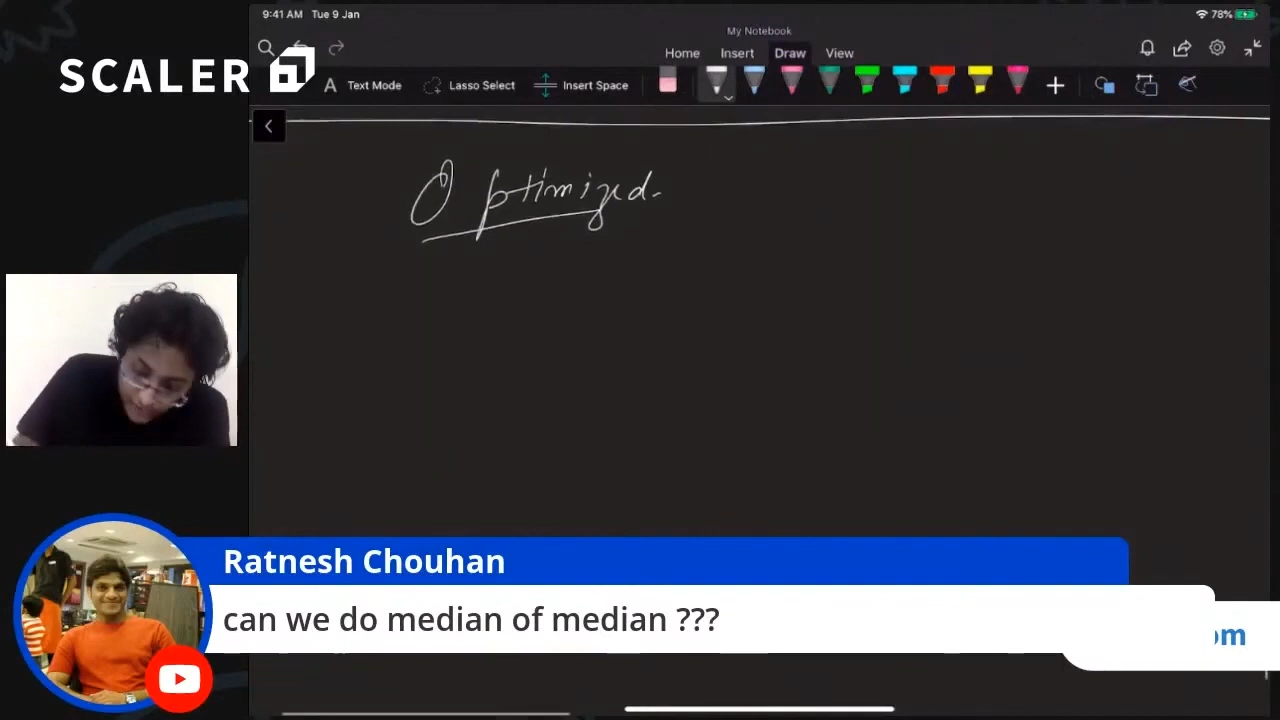 9:41 AM Tue 9 Jan
78%
My Notebook
Home Insert Draw View
SCALER
Text Mode Lasso Select Insert Space
Optimized.
Ratnesh Chouhan
can we do median of median ???
om